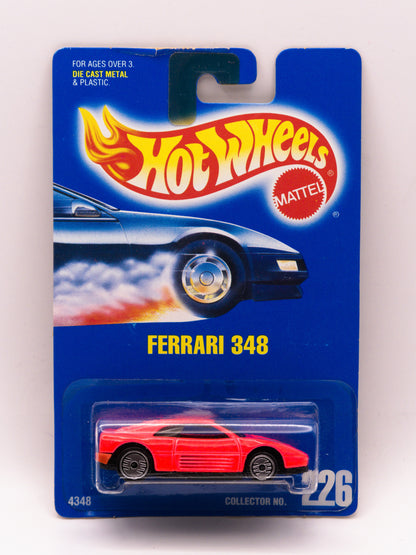 FOR AGES OVER 3.
DIE CAST METAL
& PLASTIC.
HOT WHEELS
®
MATTEL
®
FERRARI 348
4348
COLLECTOR NO. 226